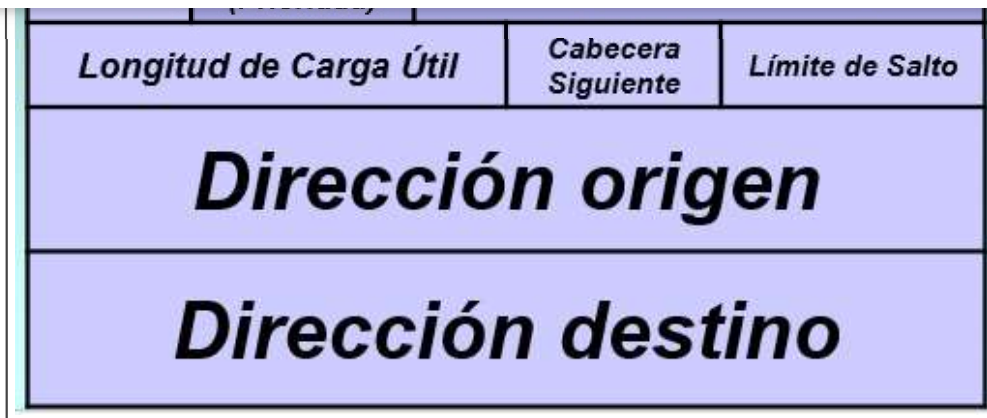 Longitud de Carga Útil
Cabecera
Siguiente
Límite de Salto
Dirección origen
Dirección destino